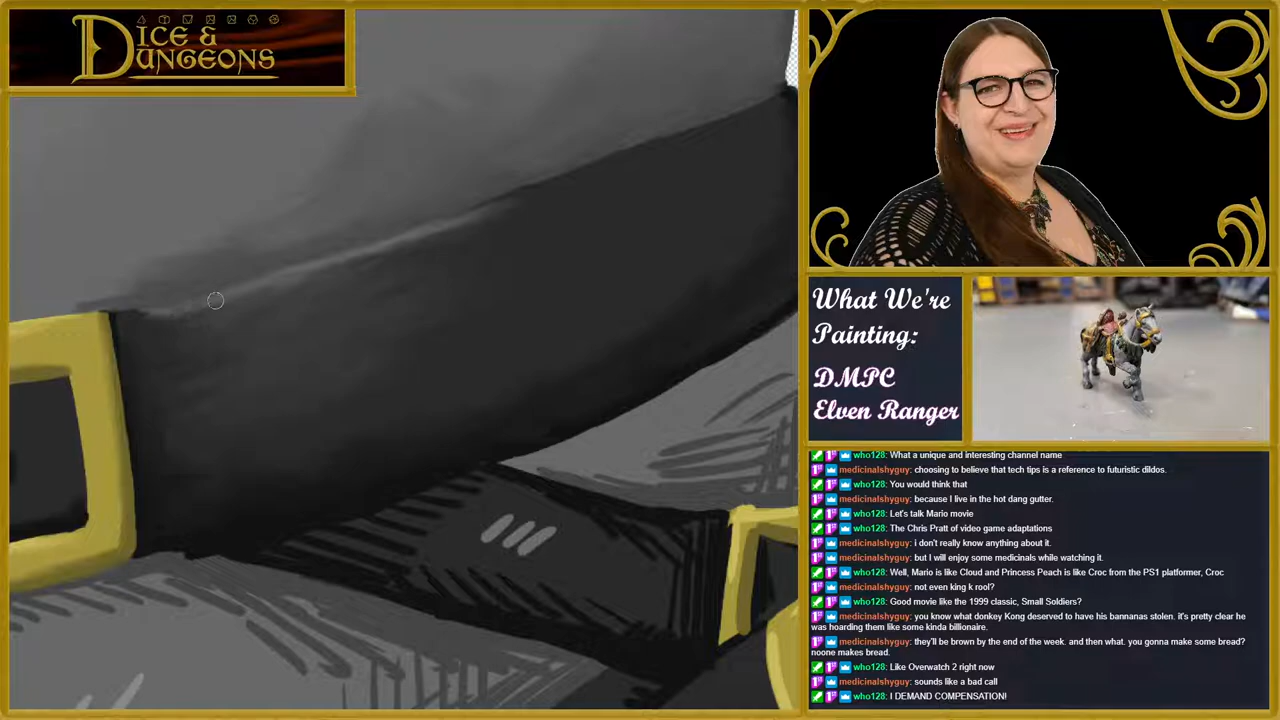 DICE &
DUNGEONS
What We're
Painting:
DMPC
Elven Ranger
who128: What a unique and interesting channel name
medicinalshyguy: choosing to believe that tech tips is a reference to futuristic dildos.
who128: You would think that
medicinalshyguy: because I live in the hot dang gutter.
who128: Let's talk Mario movie
who128: The Chris Pratt of video game adaptations
medicinalshyguy: i don't really know anything about it.
medicinalshyguy: but I will enjoy some medicinals while watching it.
who128: Well, Mario is like Cloud and Princess Peach is like Croc from the PS1 platformer, Croc
medicinalshyguy: not even king k rool?
who128: Good movie like the 1999 classic, Small Soldiers?
medicinalshyguy: you know what donkey Kong deserved to have his bannanas stolen. it's pretty clear he
was hoarding them like some kinda billionaire.
medicinalshyguy: they'll be brown by the end of the week. and then what. you gonna make some bread?
noone makes bread.
who128: Like Overwatch 2 right now
medicinalshyguy: sounds like a bad call
who128: I DEMAND COMPENSATION!